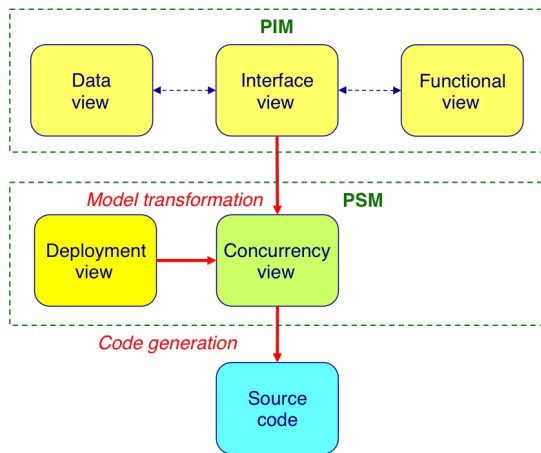 PIM
Data
view
Interface
view
Functional
view
Model transformation
PSM
Deployment
view
Concurrency
view
Code generation
Source
code